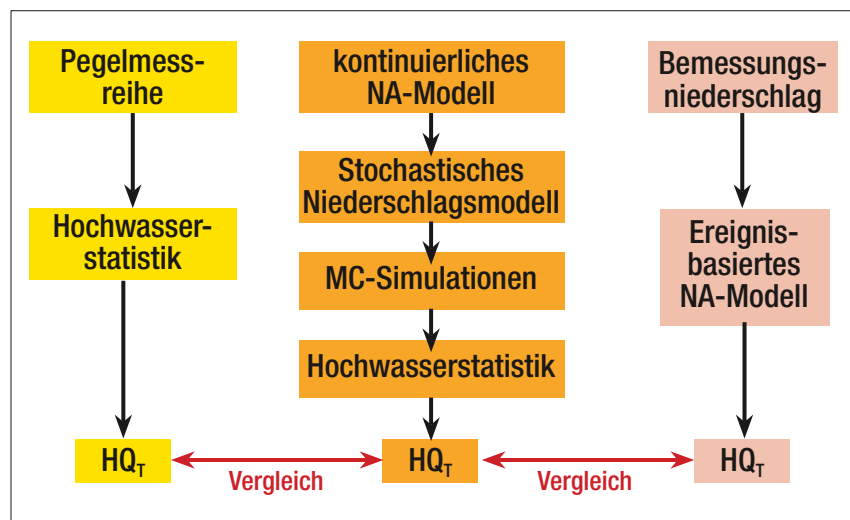 Pegelmess-
reihe
Hochwasser-
statistik
HQT
kontinuierliches
NA-Modell
Stochastisches
Niederschlagsmodell
MC-Simulationen
Hochwasserstatistik
HQT
Bemessungs-
niederschlag
Ereignis-
basiertes
NA-Modell
HQT
Vergleich
Vergleich